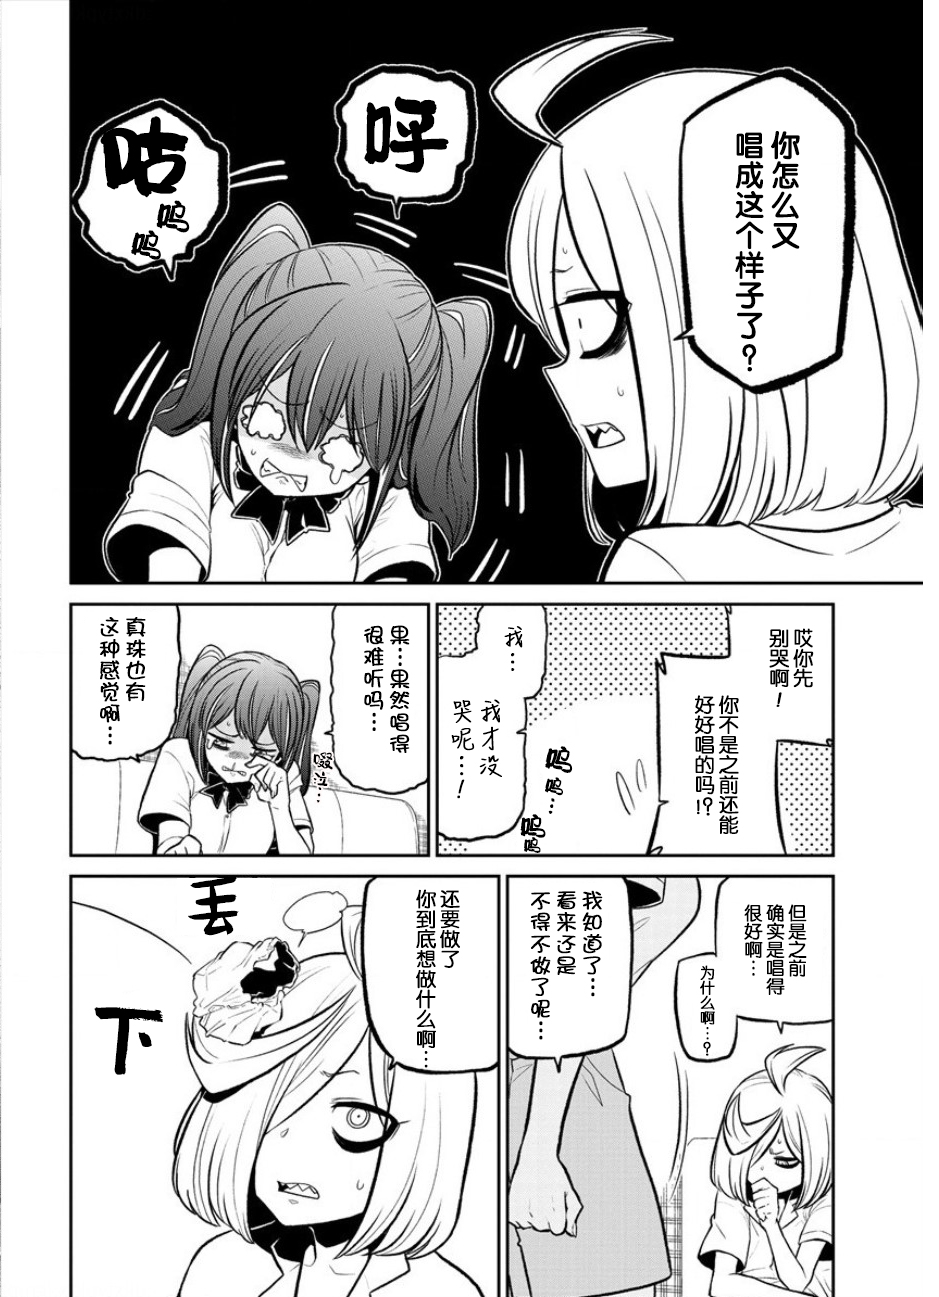 你怎么又
唱成这个样子了？
呼
咕
呜
呜
哎你先
别哭啊！
你不是之前还能
好好唱的吗!?
我…
我才没
哭呢…！
呜
呜…
呜
呜
果…果然唱得
很难听吗…
啜
泣…
真珠也有
这种感觉啊…
但是之前
确实是唱得
很好啊…
为什么啊…？
我知道了…
看来还是
不得不做了呢…
还要做了
你到底想做什么啊…
丢
下